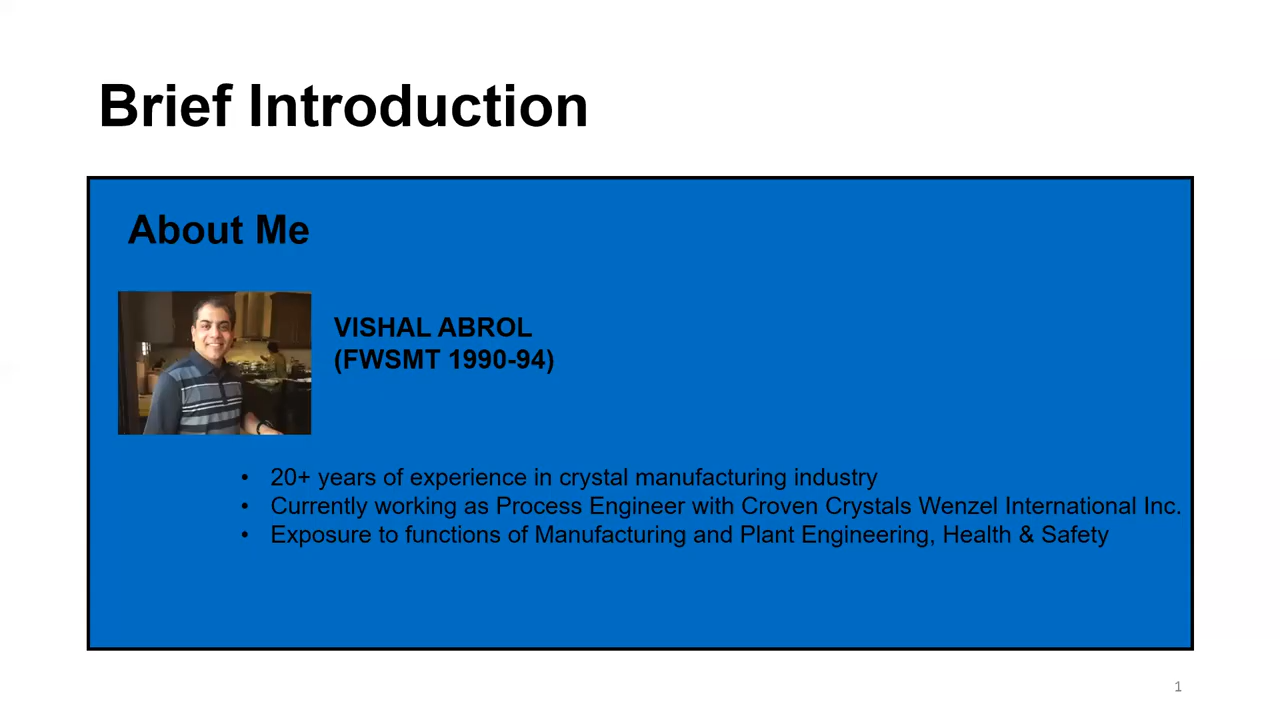 Brief Introduction
About Me
VISHAL ABROL
(FWSMT 1990-94)
• 20+ years of experience in crystal manufacturing industry
• Currently working as Process Engineer with Croven Crystals Wenzel International Inc.
• Exposure to functions of Manufacturing and Plant Engineering, Health & Safety
1